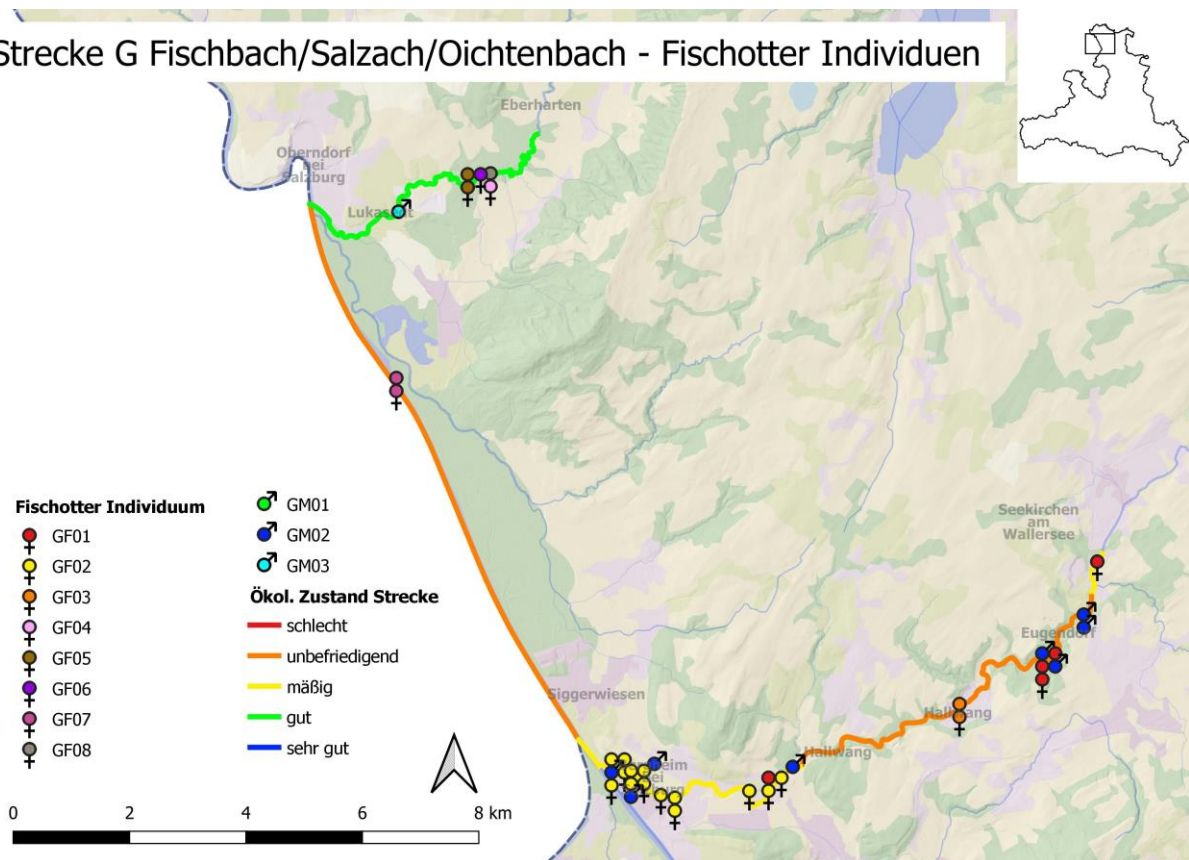 Strecke G Fischbach/Salzach/Oichtenbach - Fischotter Individuen
Eberharten
Oberndorf
bei
Salzburg
Seekirchen
am
Wallersee
Eugendorf
Hallwang
Hallwang
Siggerwiesen
bei
Fischotter Individuum
GF01
GF02
GF03
GF04
GF05
GF06
GF07
GF08
GM01
GM02
GM03
Ökol. Zustand Strecke
schlecht
unbefriedigend
mäßig
gut
sehr gut
0 2 4 6 8 km